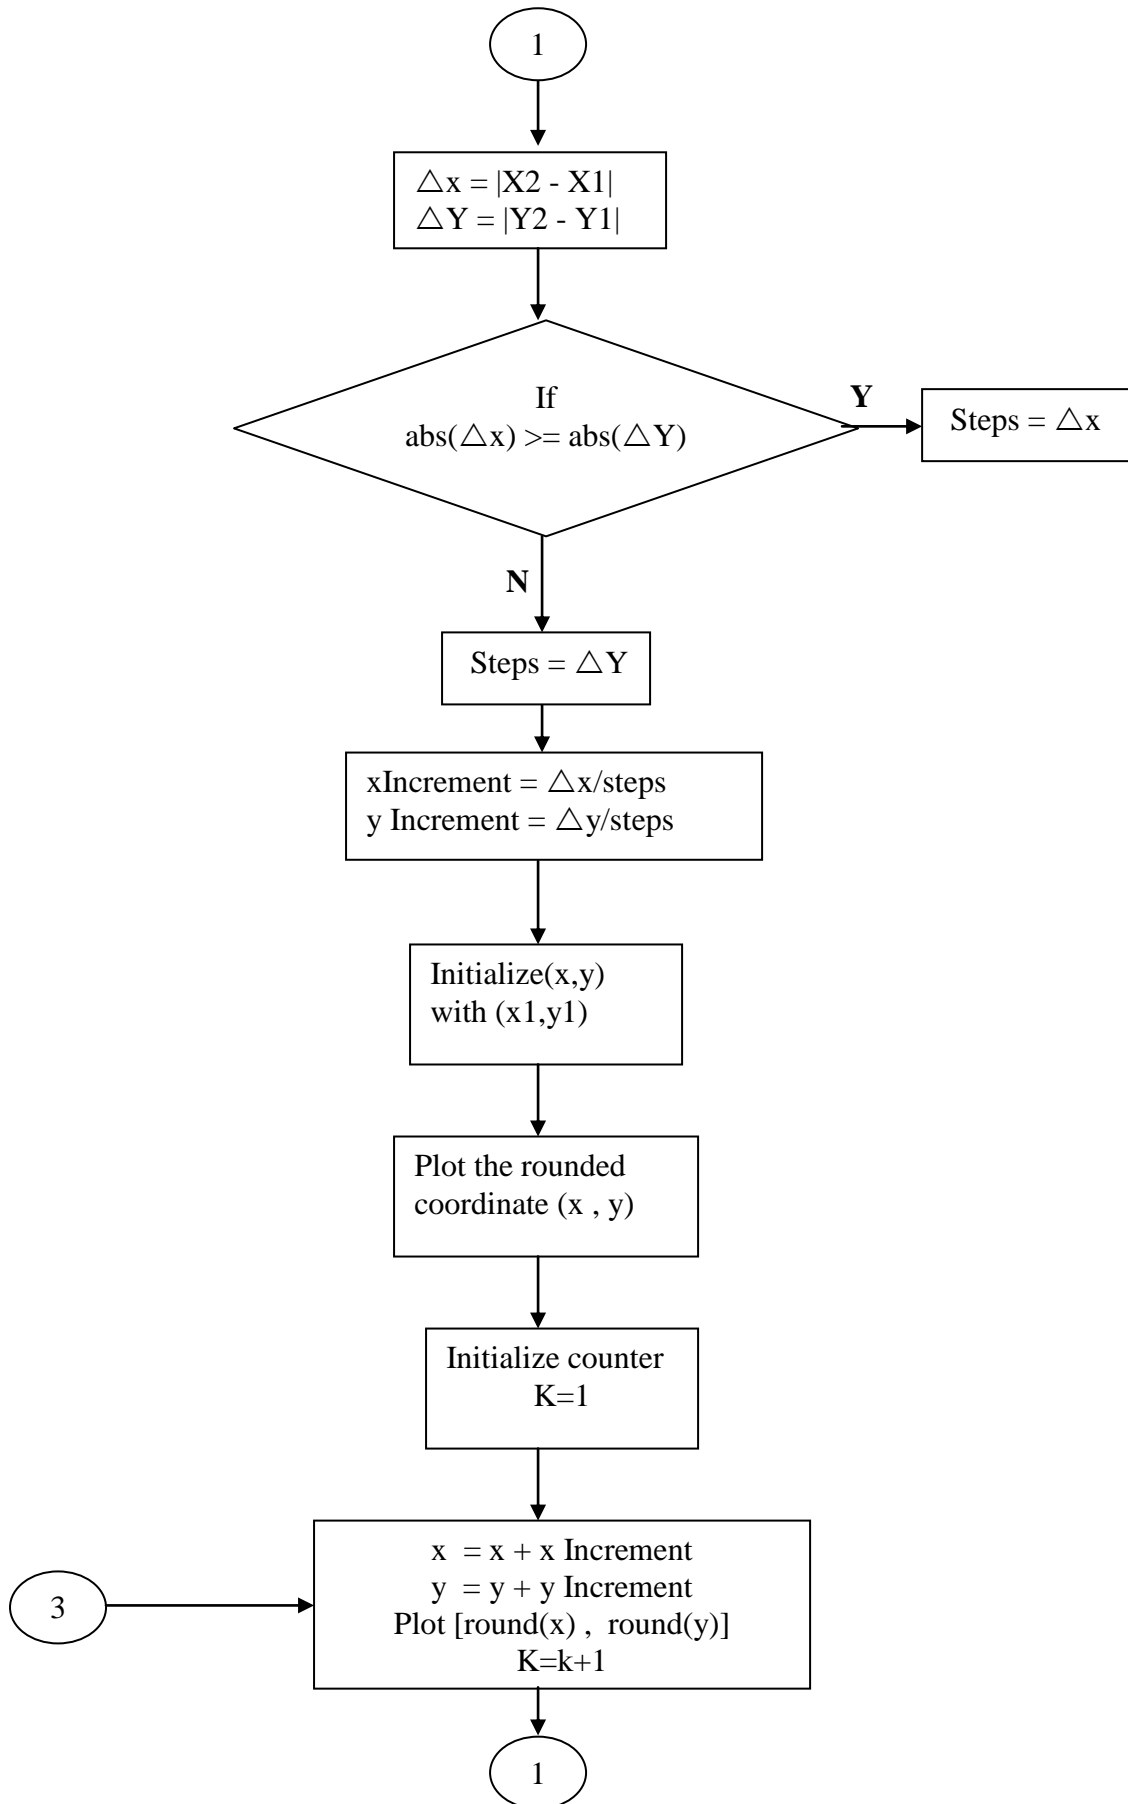 1
△x = |X2 - X1|
△Y = |Y2 - Y1|
If
abs(△x) >= abs(△Y)
Y
Steps = △x
N
Steps = △Y
xIncrement = △x/steps
y Increment = △y/steps
Initialize(x,y)
with (x1,y1)
Plot the rounded
coordinate (x , y)
Initialize counter
K=1
x = x + x Increment
y = y + y Increment
Plot [round(x) , round(y)]
K=k+1
3
1